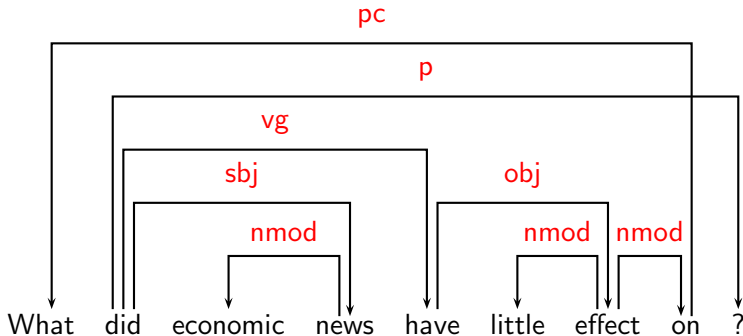 pc
p
vg
sbj obj
nmod nmod nmod
What did economic news have little effect on ?